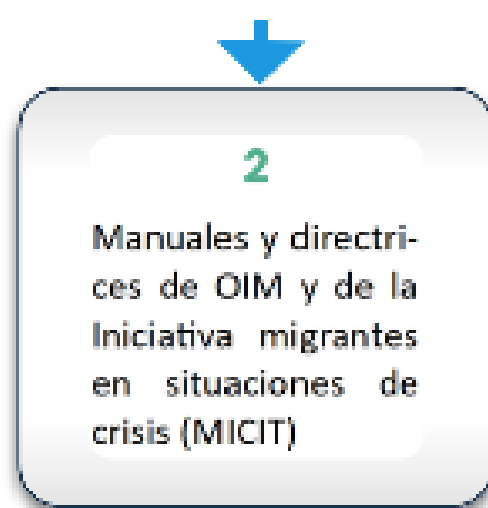 2
Manuales y directri-
ces de OIM y de la
Iniciativa migrantes
en situaciones de
crisis (MICIT)